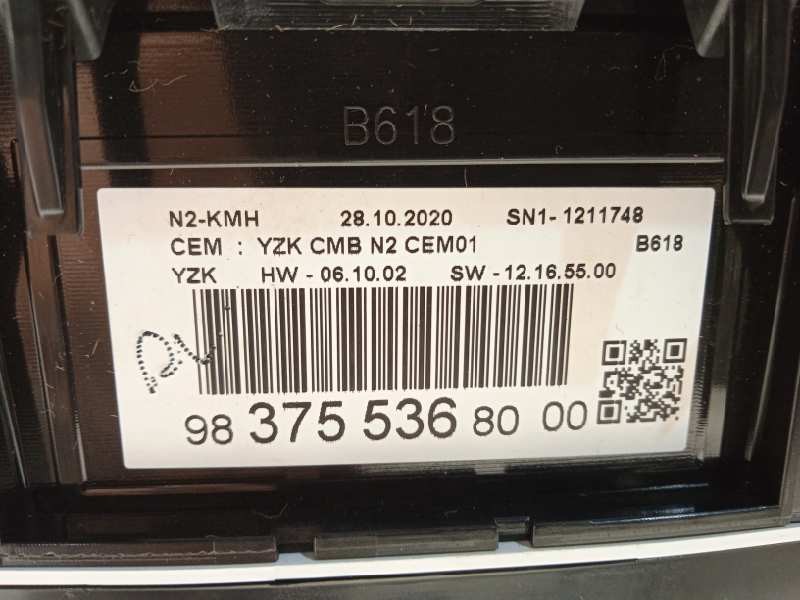 B618
N2-KMH 28.10.2020 SN1- 1211748
CEM : YZK CMB N2 CEM01 B618
YZK HW - 06.10.02 SW - 12.16.55.00
98 375 536 80 00